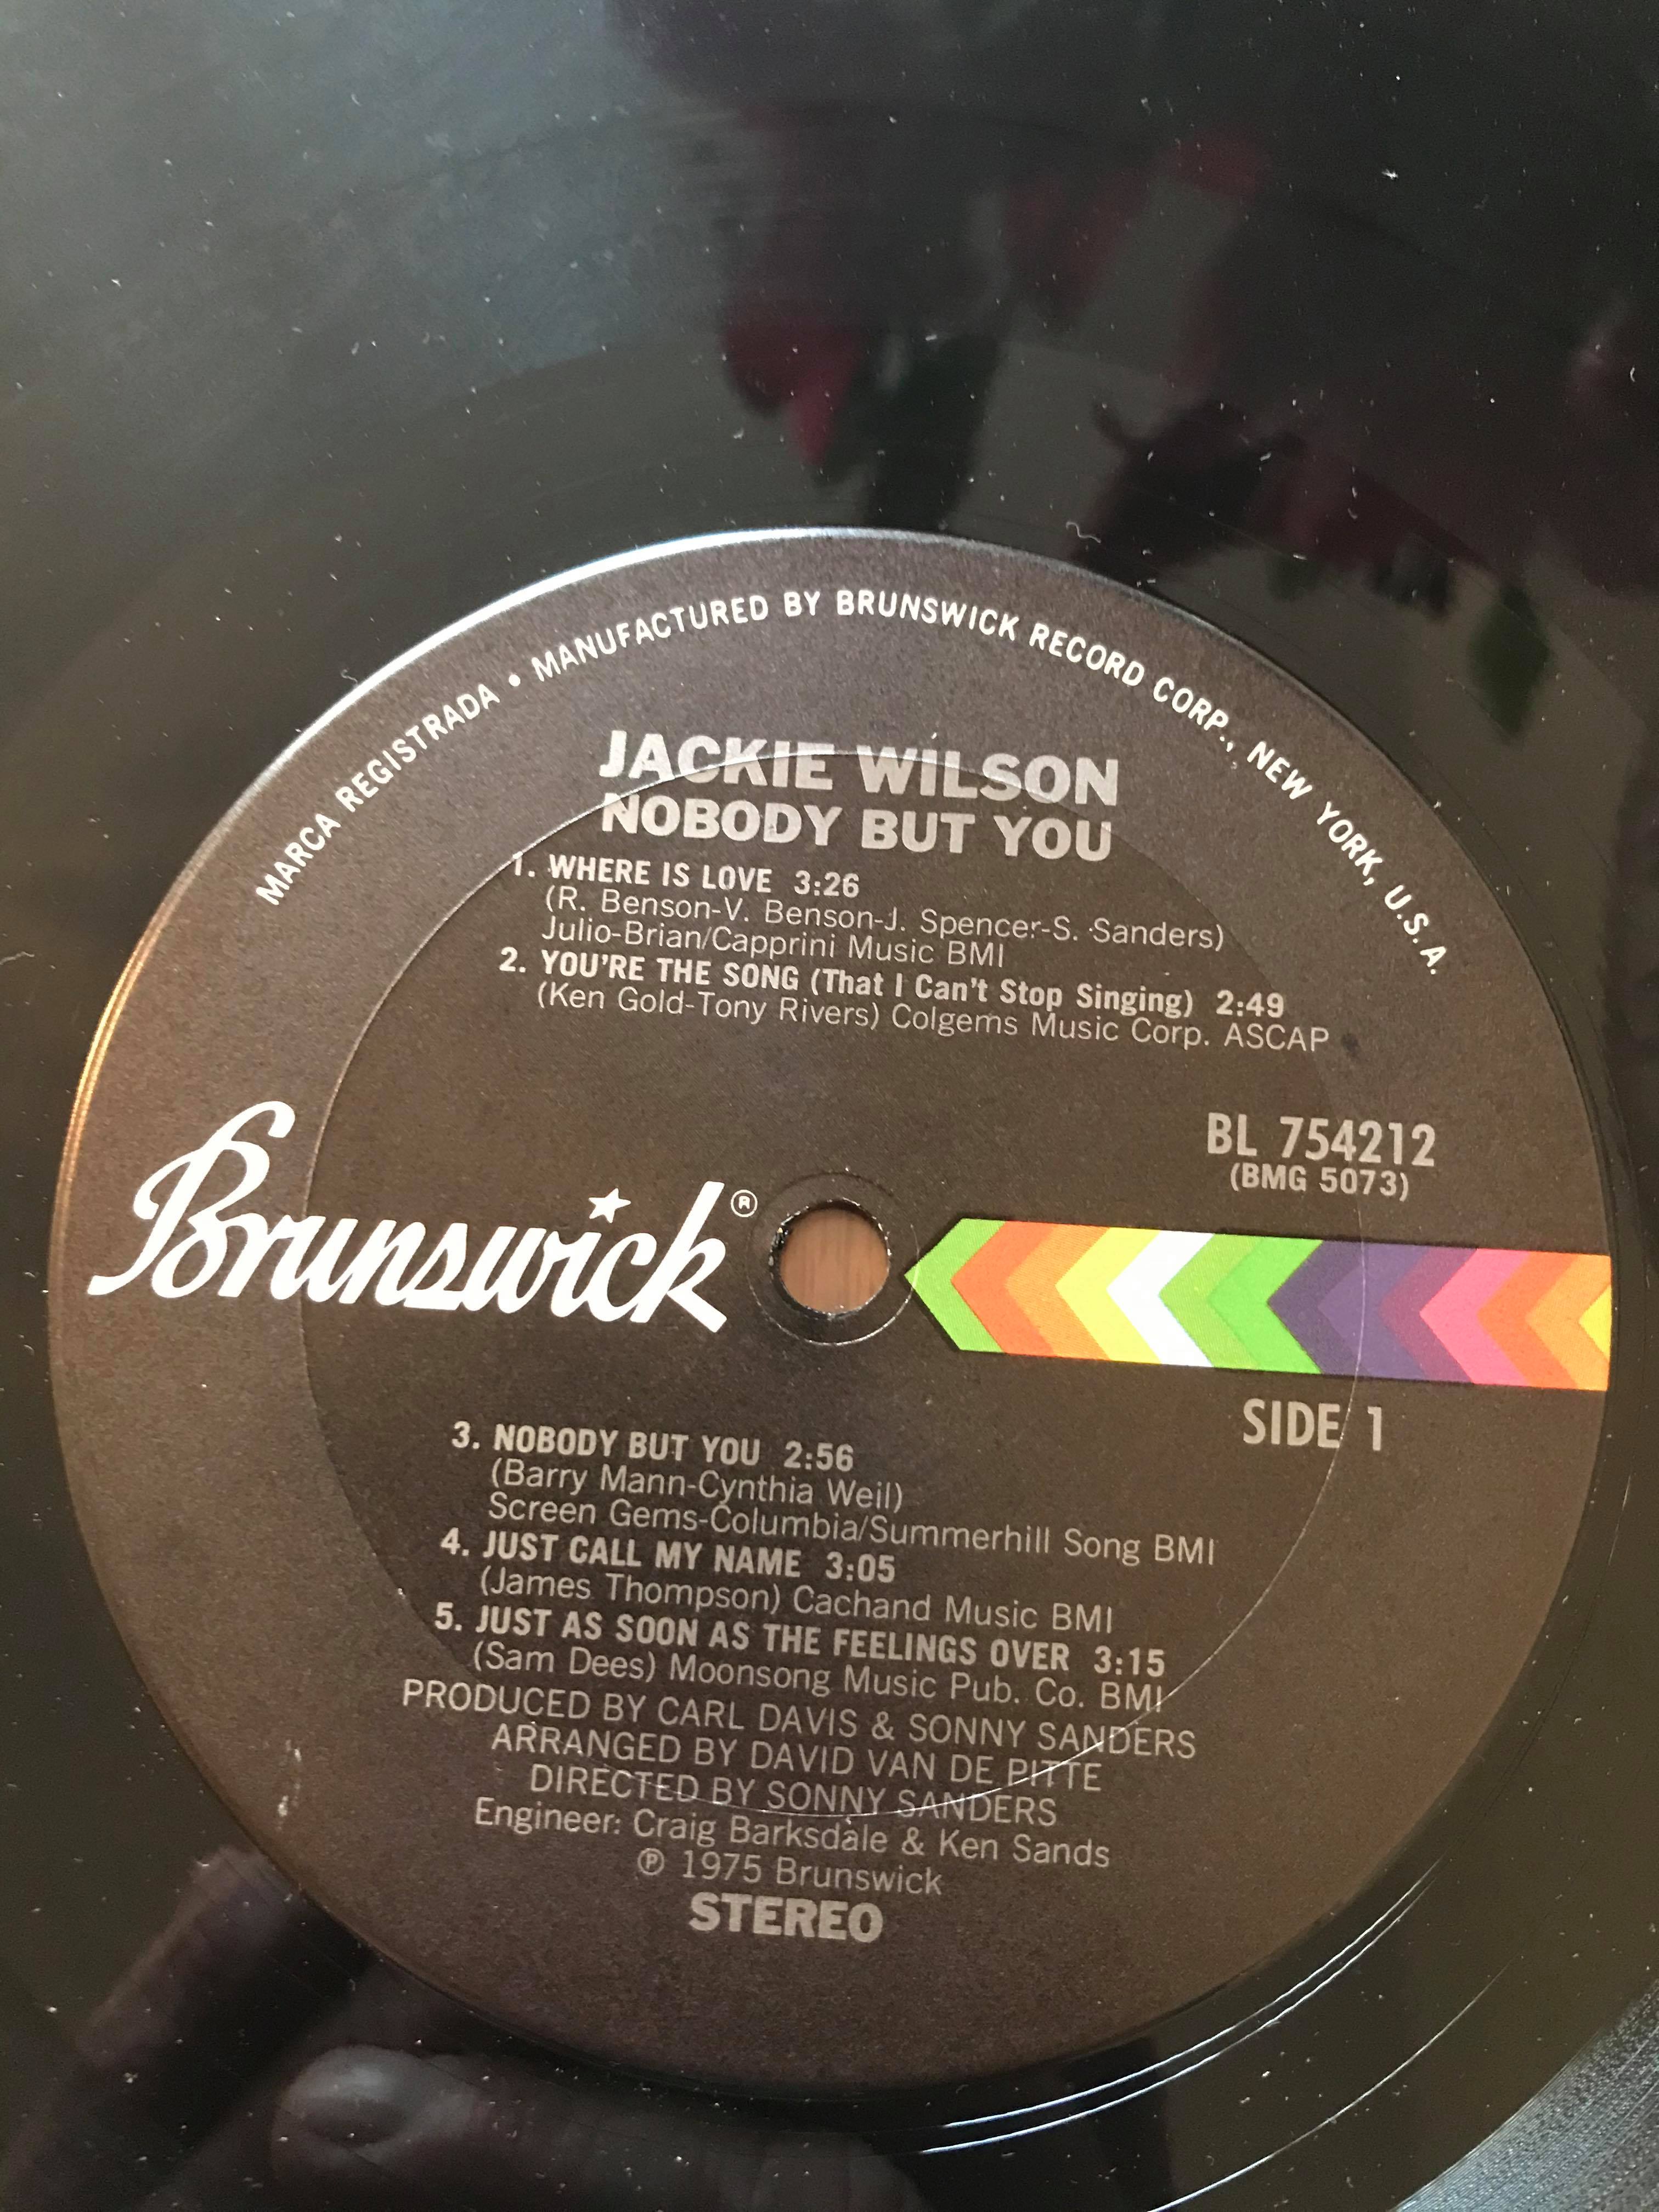 MARCA REGISTRADA • MANUFACTURED BY BRUNSWICK RECORD CORP., NEW YORK, U.S.A.
JACKIE WILSON
NOBODY BUT YOU
1. WHERE IS LOVE 3:26
(R. Benson-V. Benson-J. Spencer-S. Sanders)
Julio-Brian/Capprini Music BMI
2. YOU'RE THE SONG (That I Can't Stop Singing) 2:49
(Ken Gold-Tony Rivers) Colgems Music Corp. ASCAP
BL 754212
(BMG 5073)
Brunswick ®
SIDE 1
3. NOBODY BUT YOU 2:56
(Barry Mann-Cynthia Weil)
Screen Gems-Columbia/Summerhill Song BMI
4. JUST CALL MY NAME 3:05
(James Thompson) Cachand Music BMI
5. JUST AS SOON AS THE FEELINGS OVER 3:15
(Sam Dees) Moonsong Music Pub. Co. BMI
PRODUCED BY CARL DAVIS & SONNY SANDERS
ARRANGED BY DAVID VAN DE PITTE
DIRECTED BY SONNY SANDERS
Engineer: Craig Barksdale & Ken Sands
℗ 1975 Brunswick
STEREO